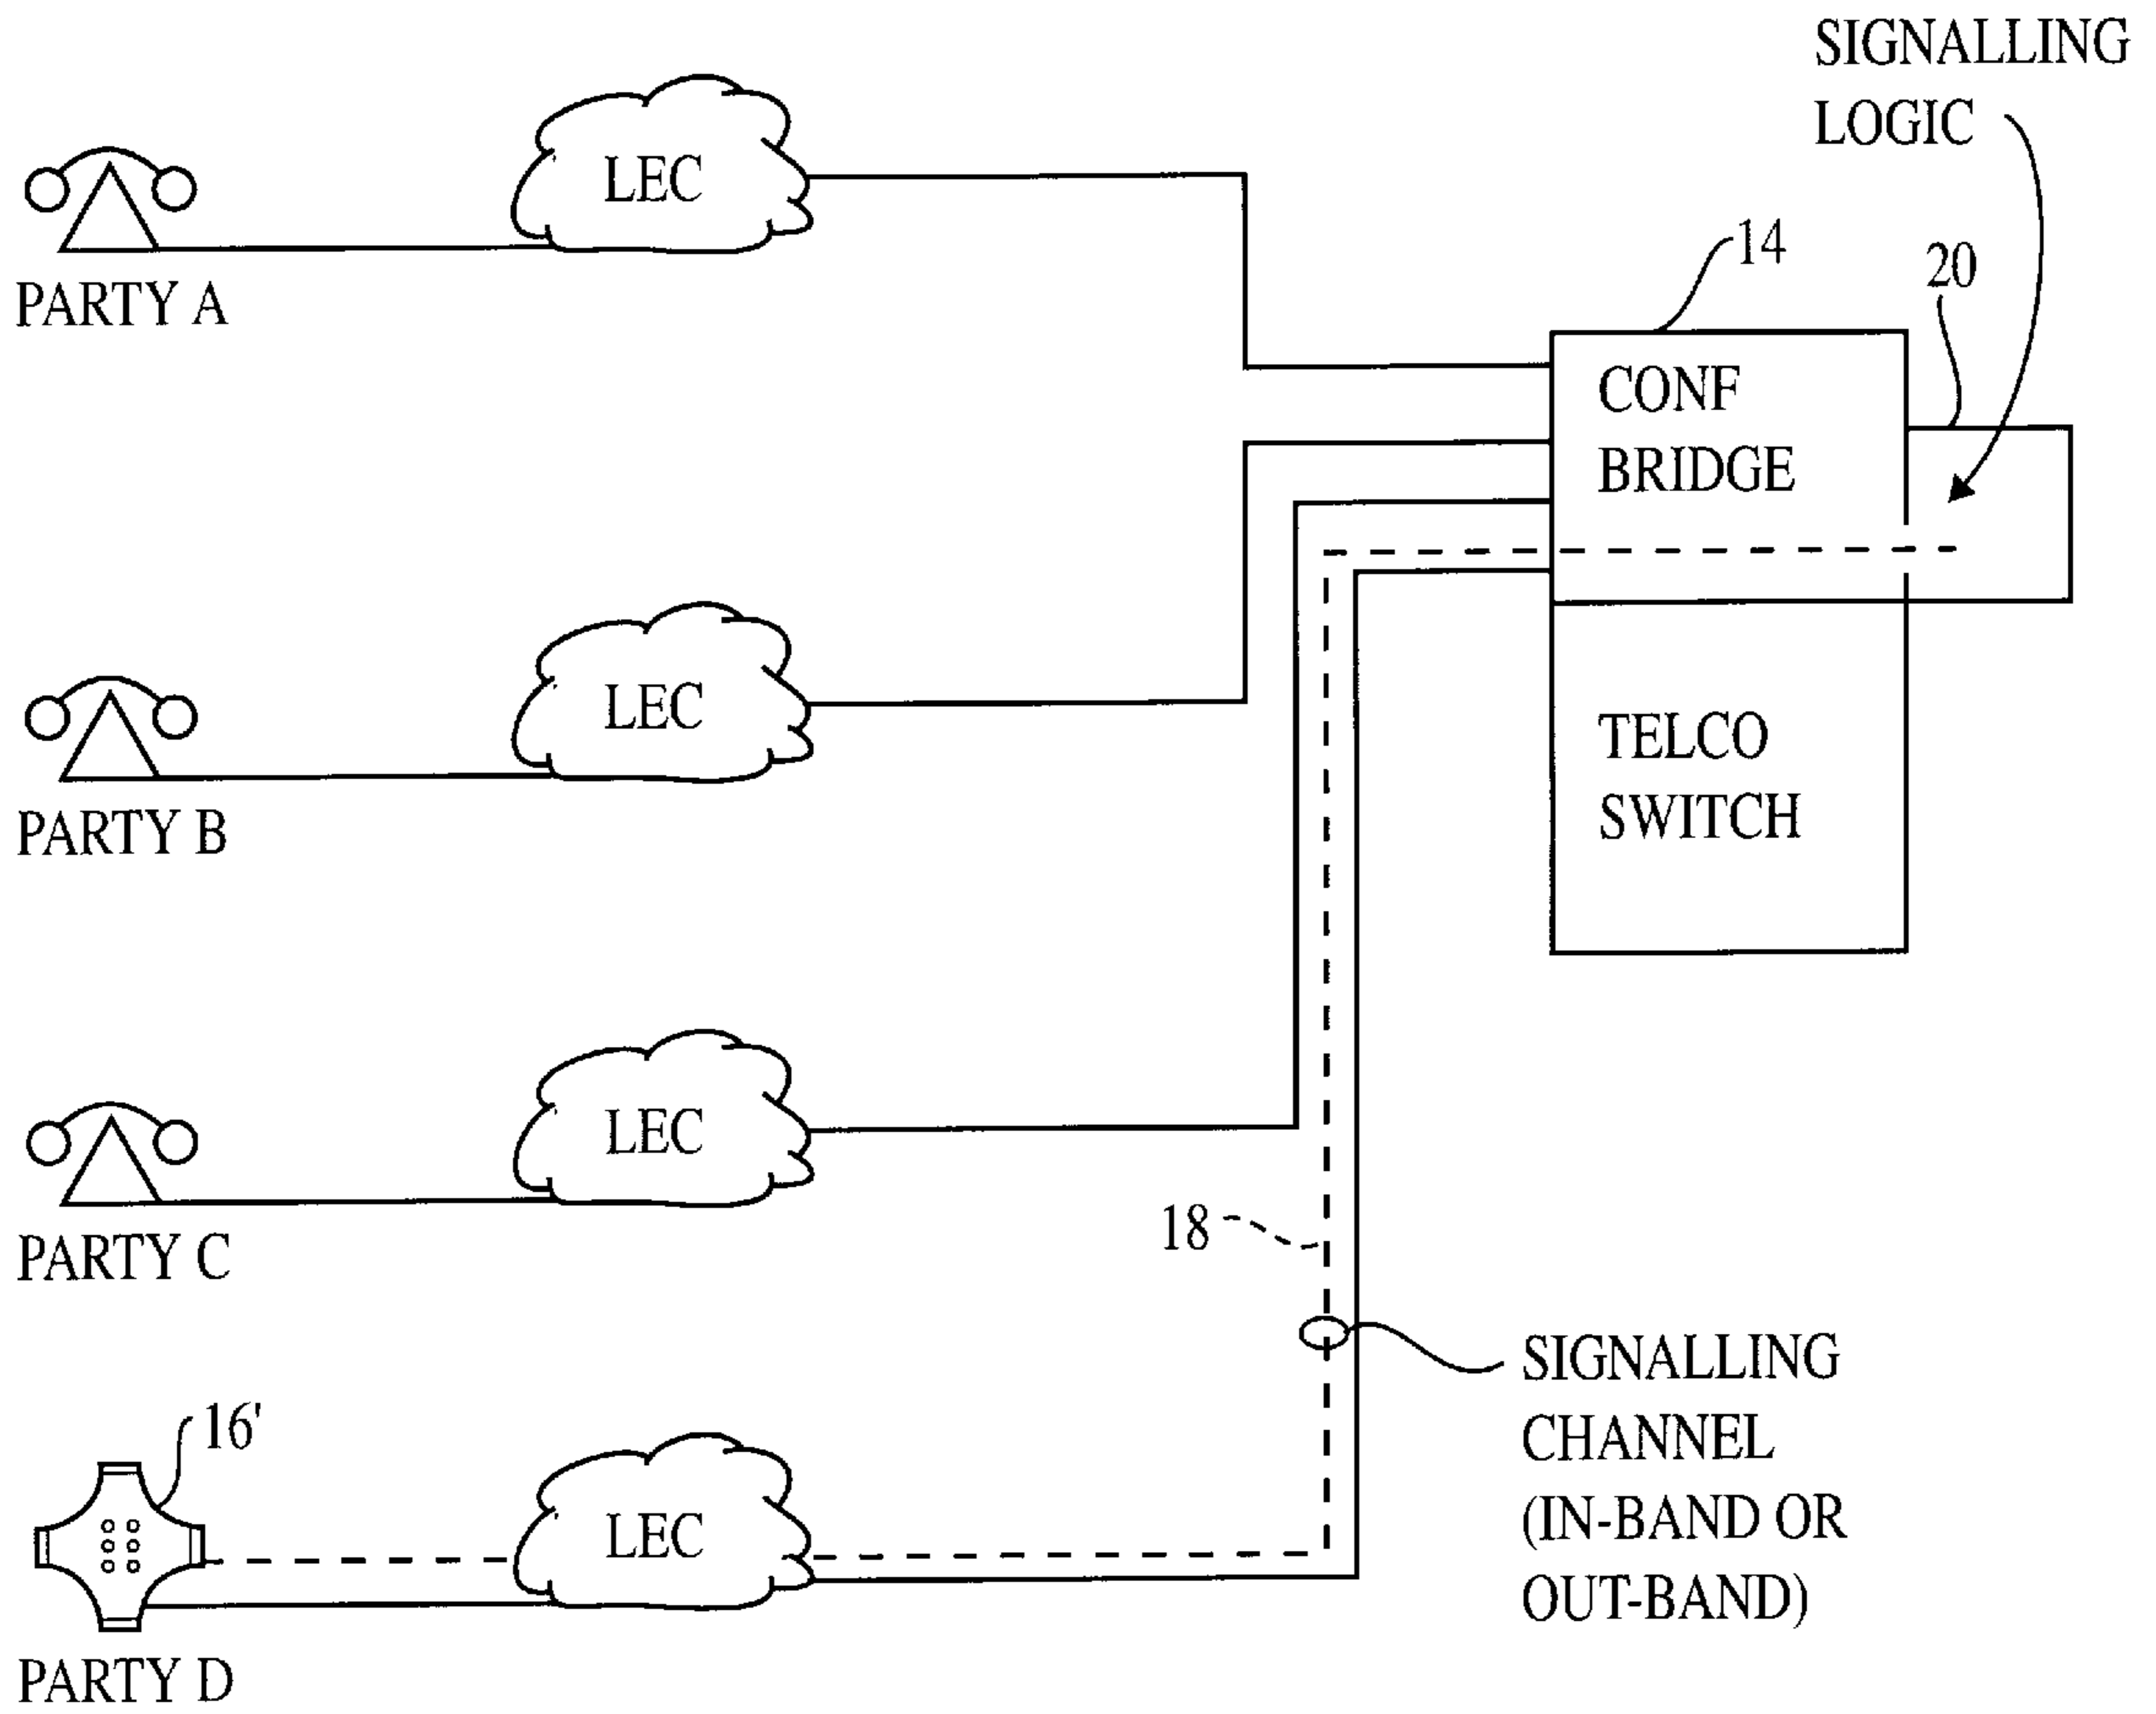 SIGNALLING
LOGIC
LEC
PARTY A
14
20
CONF
BRIDGE
LEC
TELCO
SWITCH
PARTY B
LEC
18
PARTY C
SIGNALLING
CHANNEL
(IN-BAND OR
OUT-BAND)
16'
LEC
PARTY D